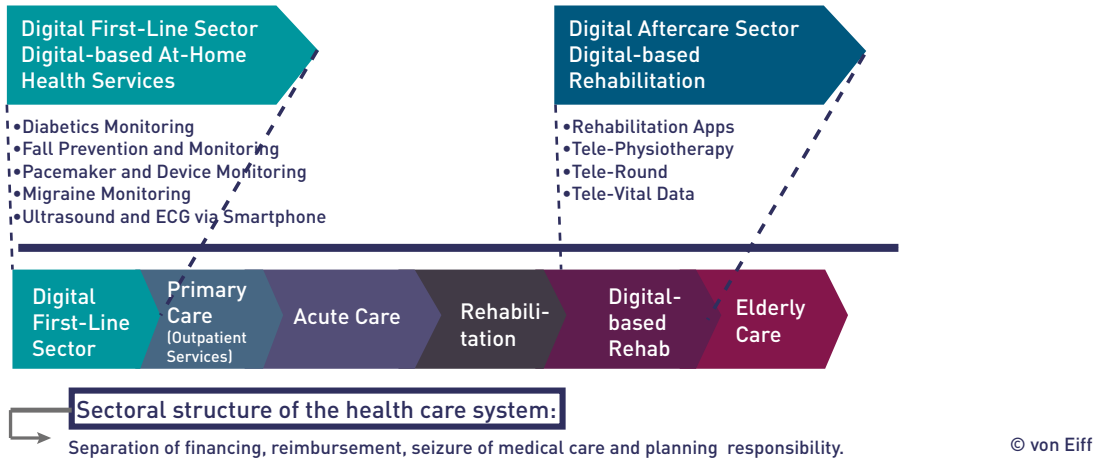 Digital First-Line Sector
Digital-based At-Home
Health Services
•Diabetics Monitoring
•Fall Prevention and Monitoring
•Pacemaker and Device Monitoring
•Migraine Monitoring
•Ultrasound and ECG via Smartphone
Digital Aftercare Sector
Digital-based
Rehabilitation
•Rehabilitation Apps
•Tele-Physiotherapy
•Tele-Round
•Tele-Vital Data
Digital
First-Line
Sector
Primary
Care
(Outpatient
Services)
Acute Care
Rehabili-
tation
Digital-
based
Rehab
Elderly
Care
Sectoral structure of the health care system:
Separation of financing, reimbursement, seizure of medical care and planning responsibility.
© von Eiff